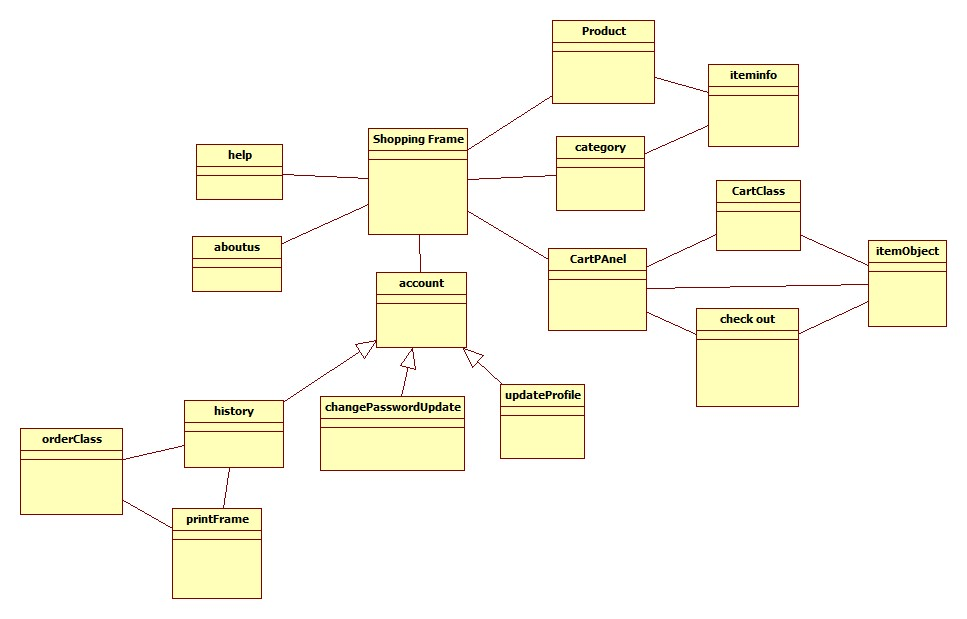 Product
iteminfo
Shopping Frame
help
category
CartClass
aboutus
CartPAnel
itemObject
account
check out
updateProfile
history
changePasswordUpdate
orderClass
printFrame